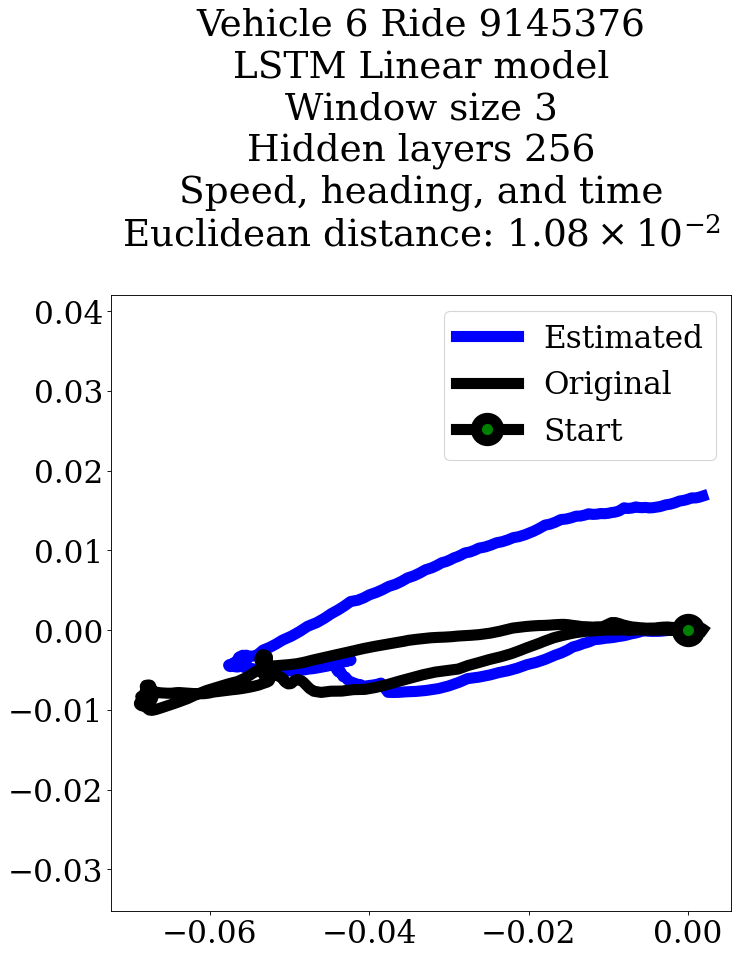 Vehicle 6 Ride 9145376
LSTM Linear model
Window size 3
Hidden layers 256
Speed, heading, and time
Euclidean distance: 1.08 × 10⁻²
Estimated
Original
Start
0.04
0.03
0.02
0.01
0.00
−0.01
−0.02
−0.03
−0.06 −0.04 −0.02 0.00